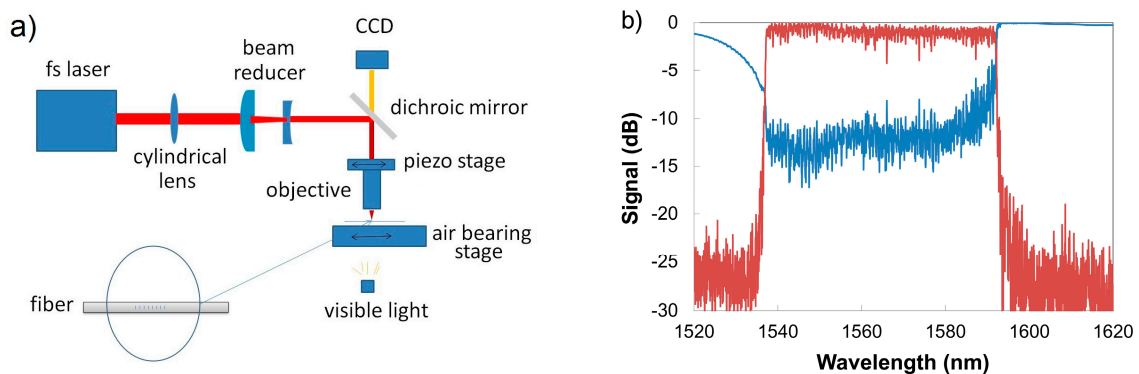 a)
CCD
beam
reducer
fs laser
dichroic mirror
cylindrical
lens
piezo stage
objective
air bearing
stage
fiber
visible light
b)
0
-5
-10
-15
-20
-25
-30
Signal (dB)
1520 1540 1560 1580 1600 1620
Wavelength (nm)